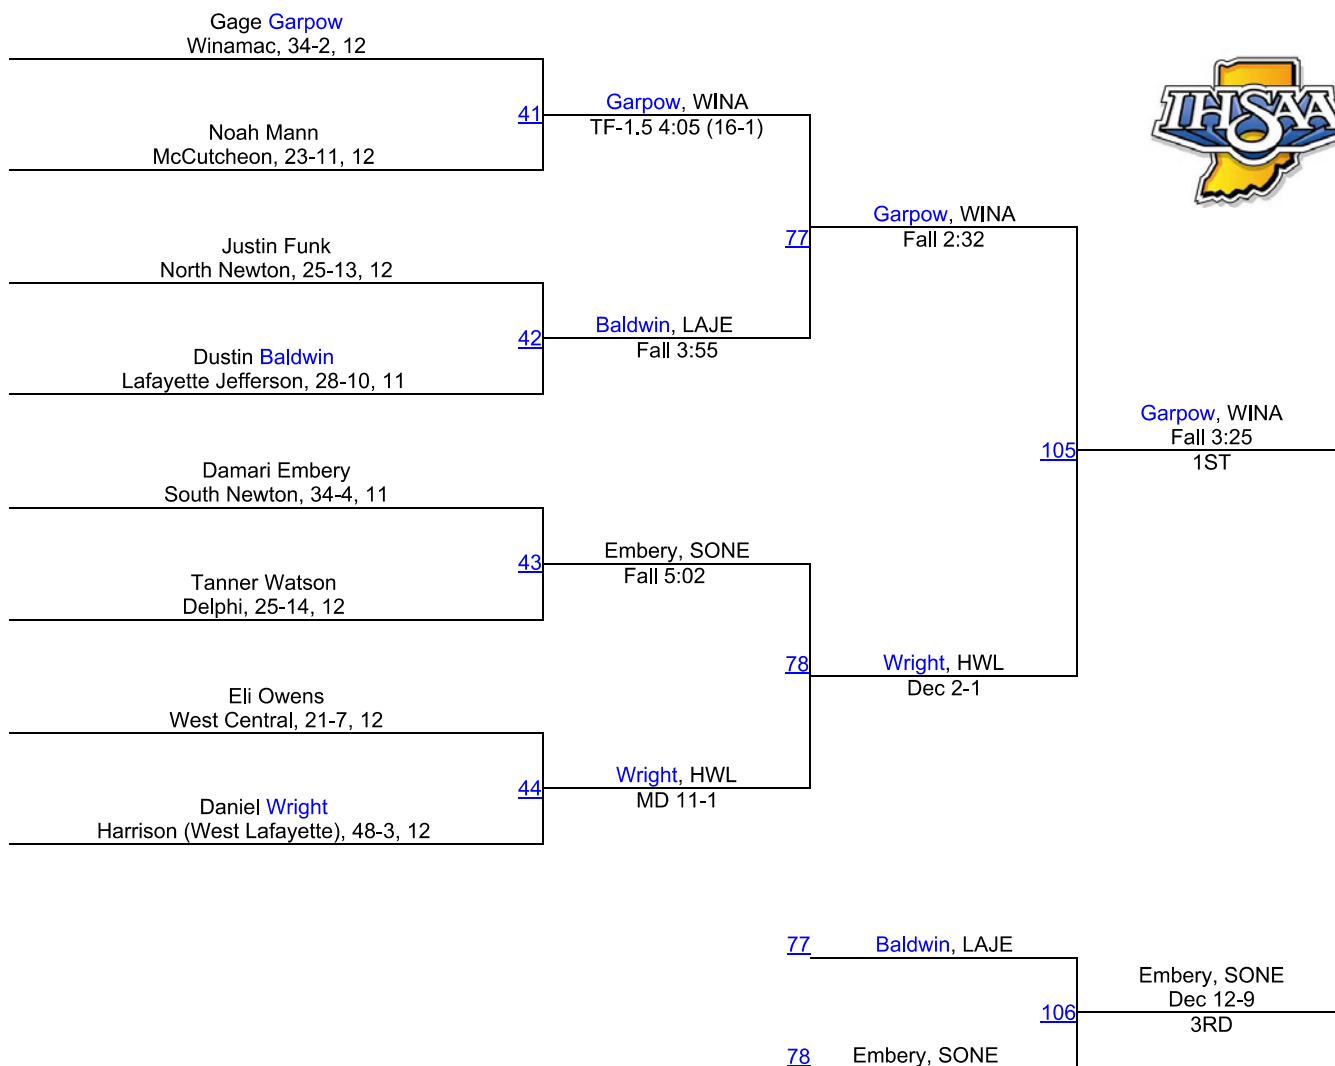 Gage Garpow
Winamac, 34-2, 12
41
Garpow, WINA
TF-1.5 4:05 (16-1)
Noah Mann
McCutcheon, 23-11, 12
IHSAA
77
Garpow, WINA
Fall 2:32
Justin Funk
North Newton, 25-13, 12
42
Baldwin, LAJE
Fall 3:55
Dustin Baldwin
Lafayette Jefferson, 28-10, 11
105
Garpow, WINA
Fall 3:25
1ST
Damari Embery
South Newton, 34-4, 11
43
Embery, SONE
Fall 5:02
Tanner Watson
Delphi, 25-14, 12
78
Wright, HWL
Dec 2-1
Eli Owens
West Central, 21-7, 12
44
Wright, HWL
MD 11-1
Daniel Wright
Harrison (West Lafayette), 48-3, 12
77
Baldwin, LAJE
106
Embery, SONE
Dec 12-9
3RD
78
Embery, SONE